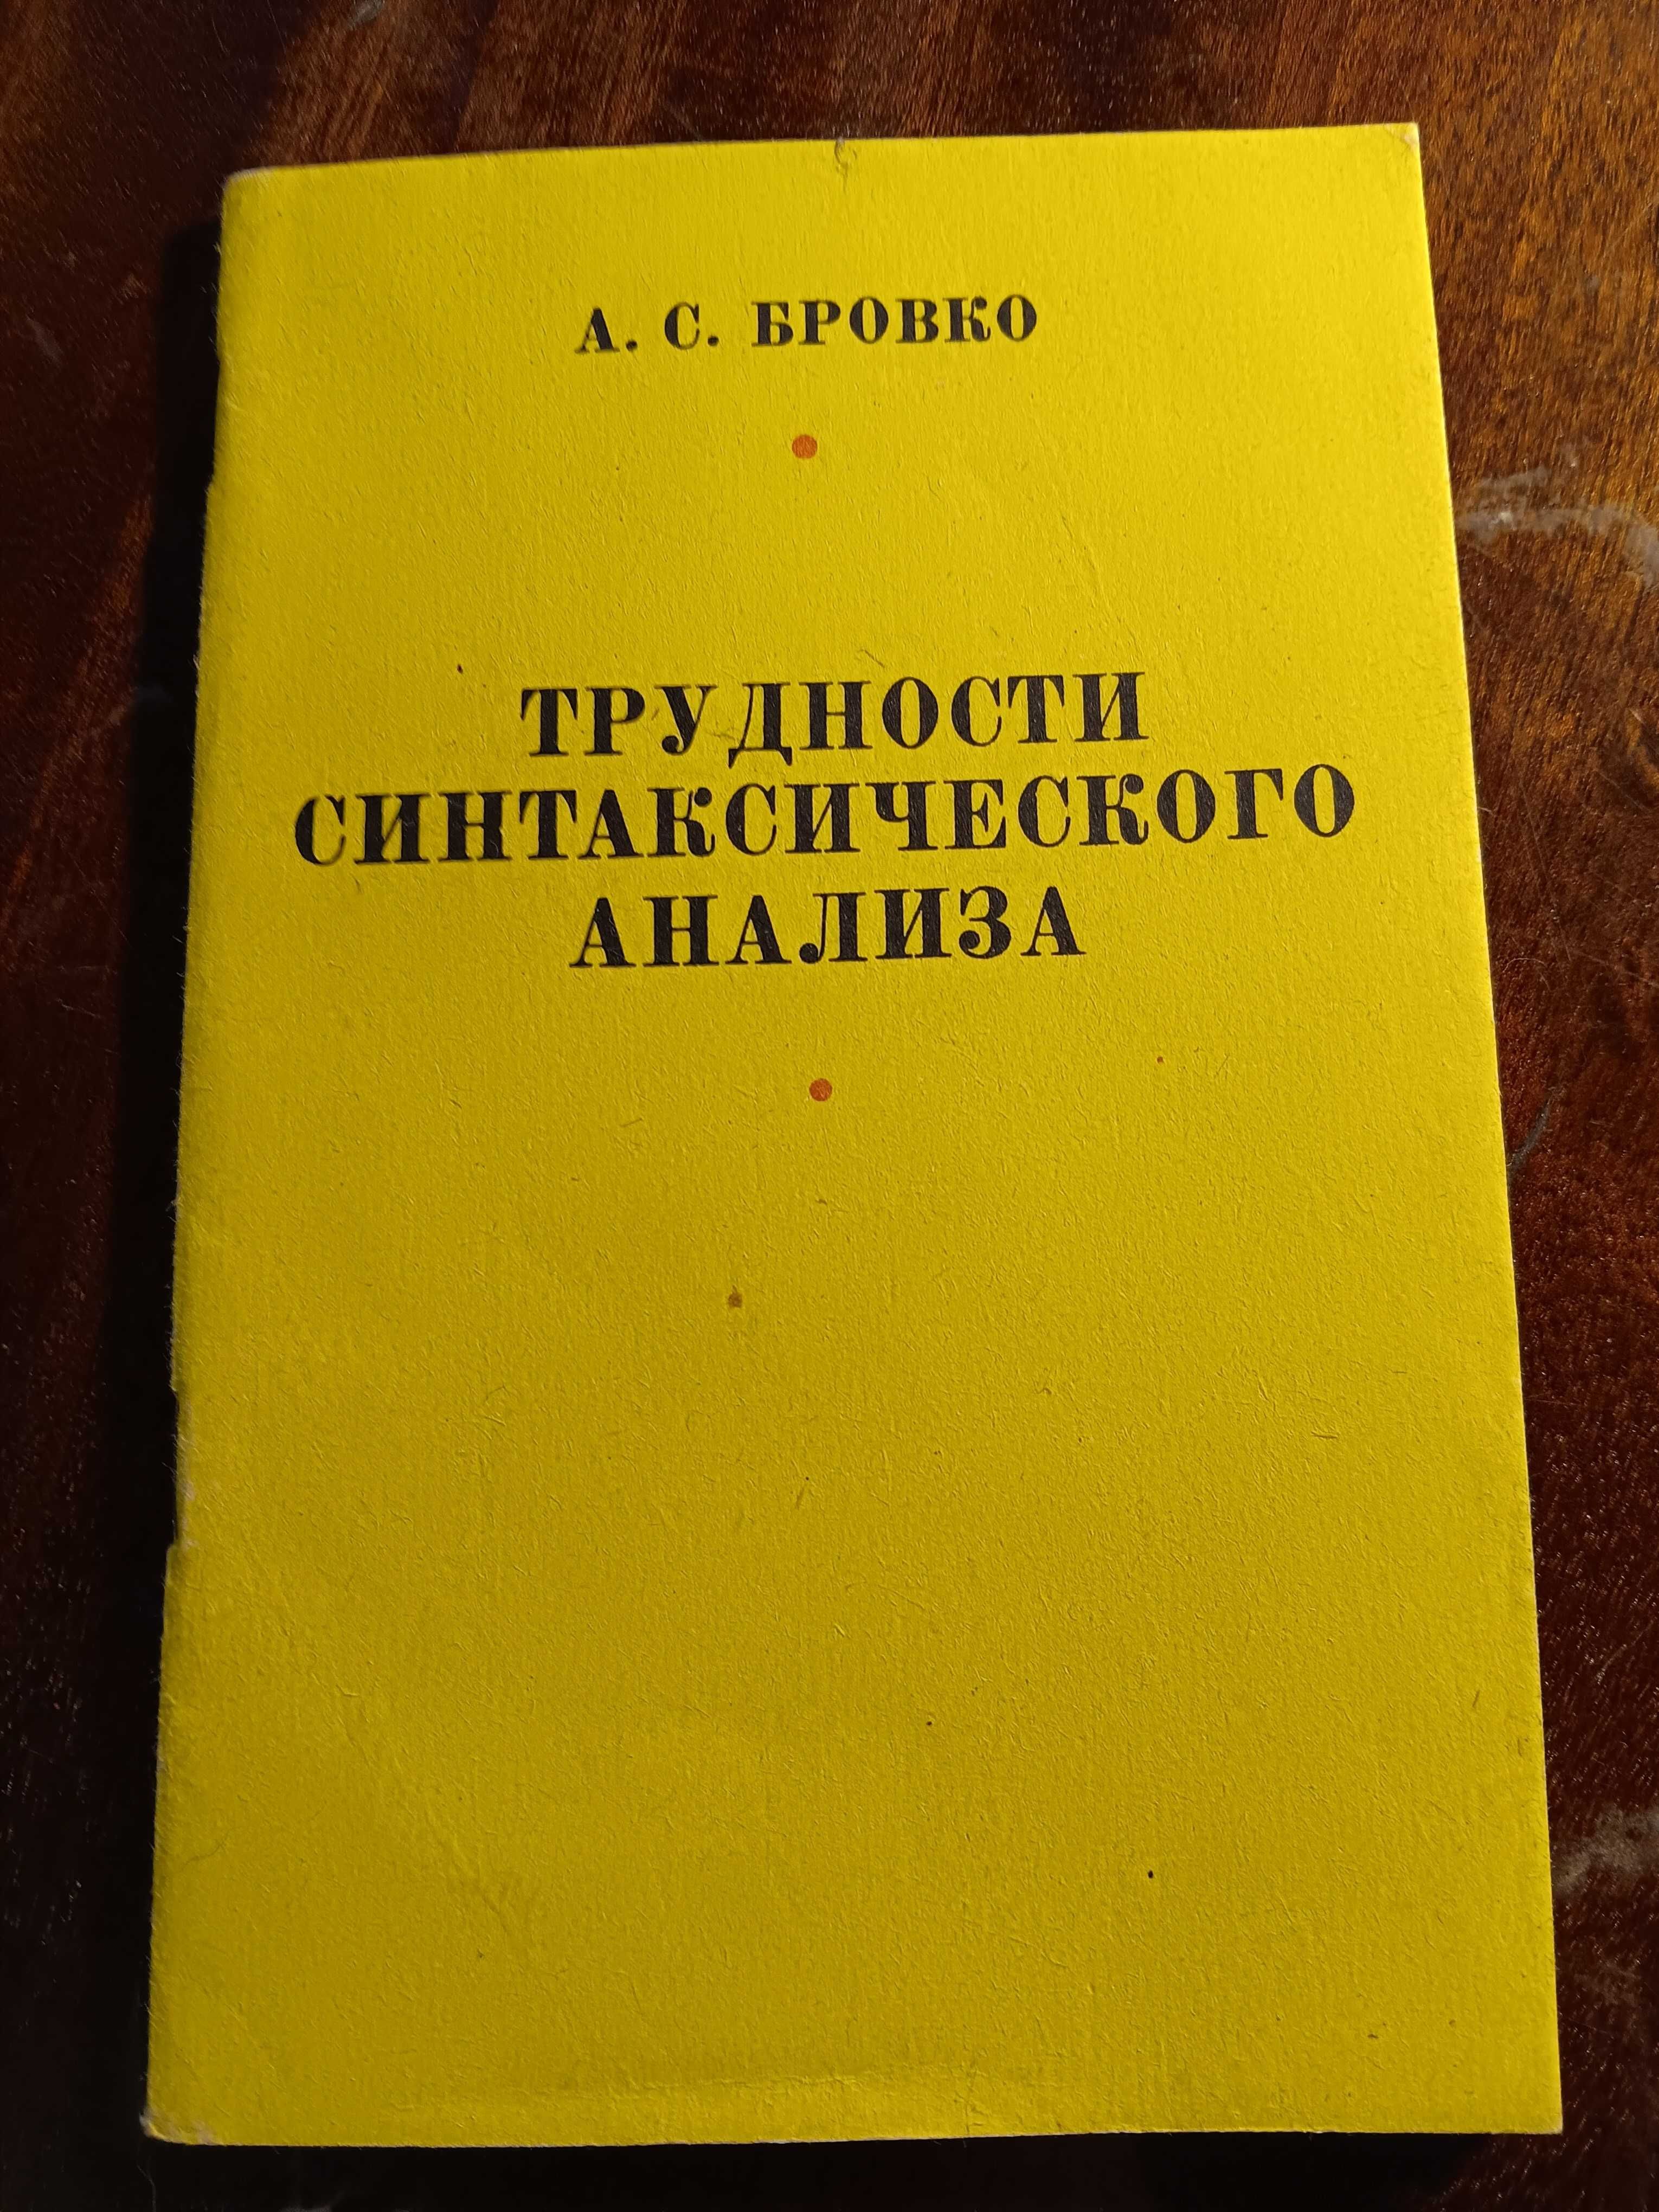 А. С. БРОВКО
ТРУДНОСТИ
СИНТАКСИЧЕСКОГО
АНАЛИЗА